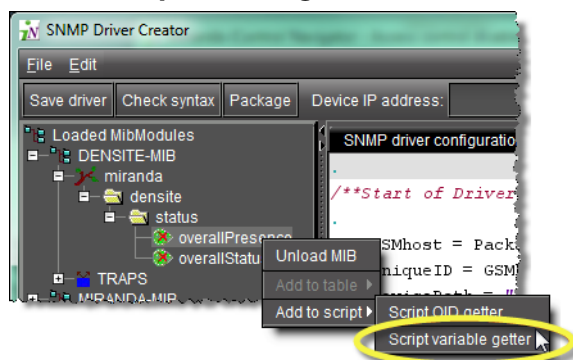 SNMP Driver Creator
File Edit
Save driver Check syntax Package Device IP address:
Loaded MibModules
SNMP driver configuratio
DENSITE-MIB
miranda
/**Start of Driver
densite
status
overallPresence
SMhost = Pack
overallStatu
Unload MIB
niqueID = GSM
TRAPS
Add to table
MIRANDA-MIB
Add to script
Script OID getter
Script variable getter